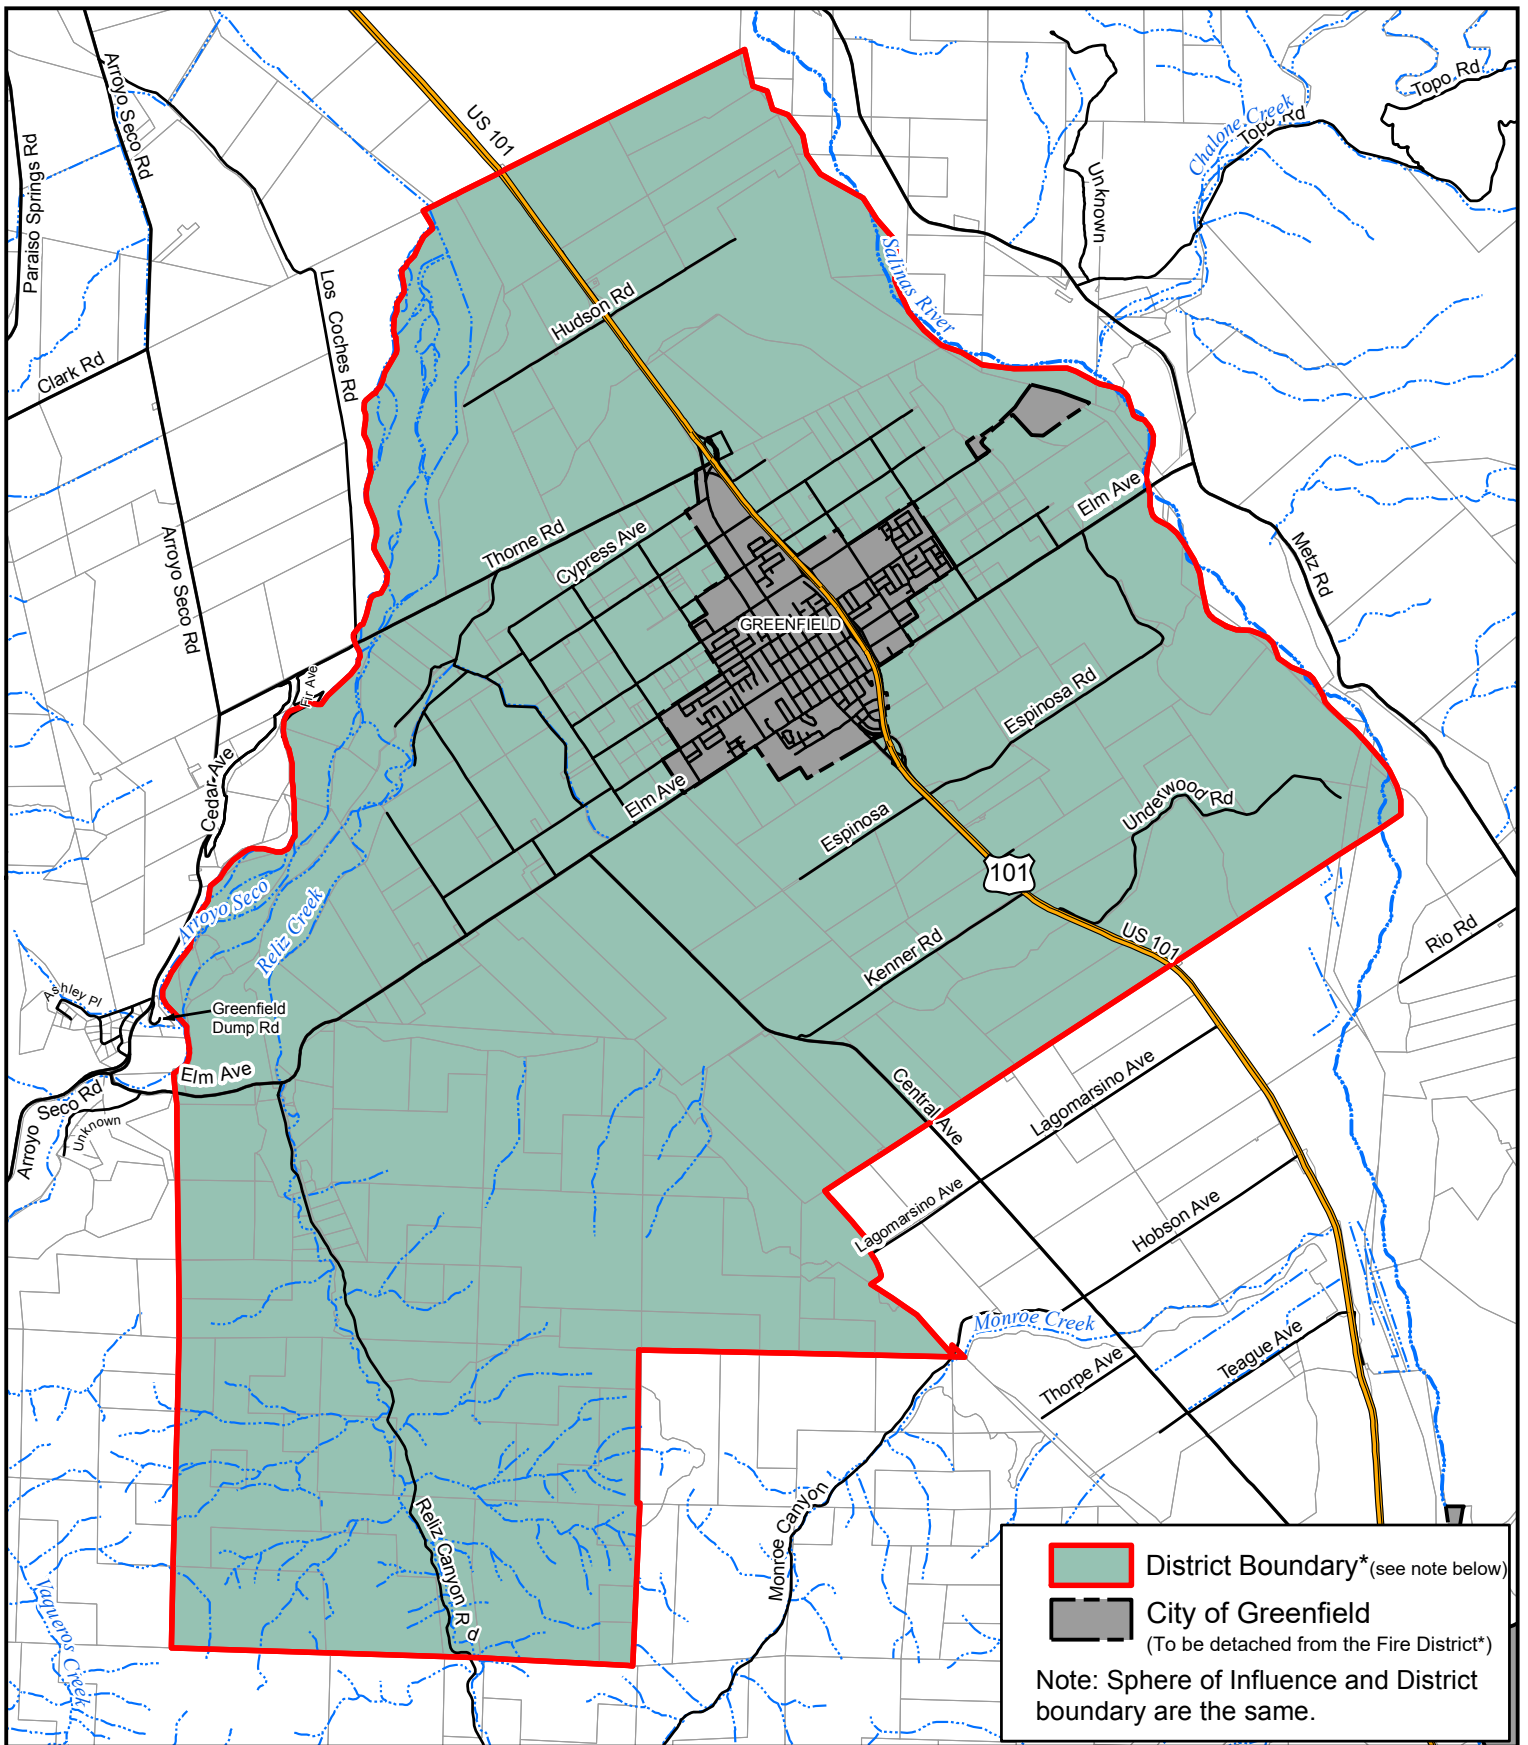 Arroyo Seco Rd
US 101
Topo Rd
Chalone Creek
Topo Rd
Paraiso Springs Rd
Unknown
Salinas River
Los Coches Rd
Hudson Rd
Clark Rd
Elm Ave
Arroyo Seco Rd
Thorne Rd
Cypress Ave
Metz Rd
GREENFIELD
Fir Ave
Espinosa Rd
Cedar Ave
Elm Ave
Espinosa
Underwood Rd
101
Arroyo Seco
Reliz Creek
Kenner Rd
US 101
Rio Rd
Ashley Pl
Greenfield
Dump Rd
Elm Ave
Arroyo Seco Rd
Unknown
Central Ave
Lagomarsino Ave
Lagomarsino Ave
Hobson Ave
Monroe Creek
Thorpe Ave
Teague Ave
Reliz Canyon Rd
Monroe Canyon
Vaqueros Creek
District Boundary* (see note below)
City of Greenfield
(To be detached from the Fire District*)
Note: Sphere of Influence and District
boundary are the same.